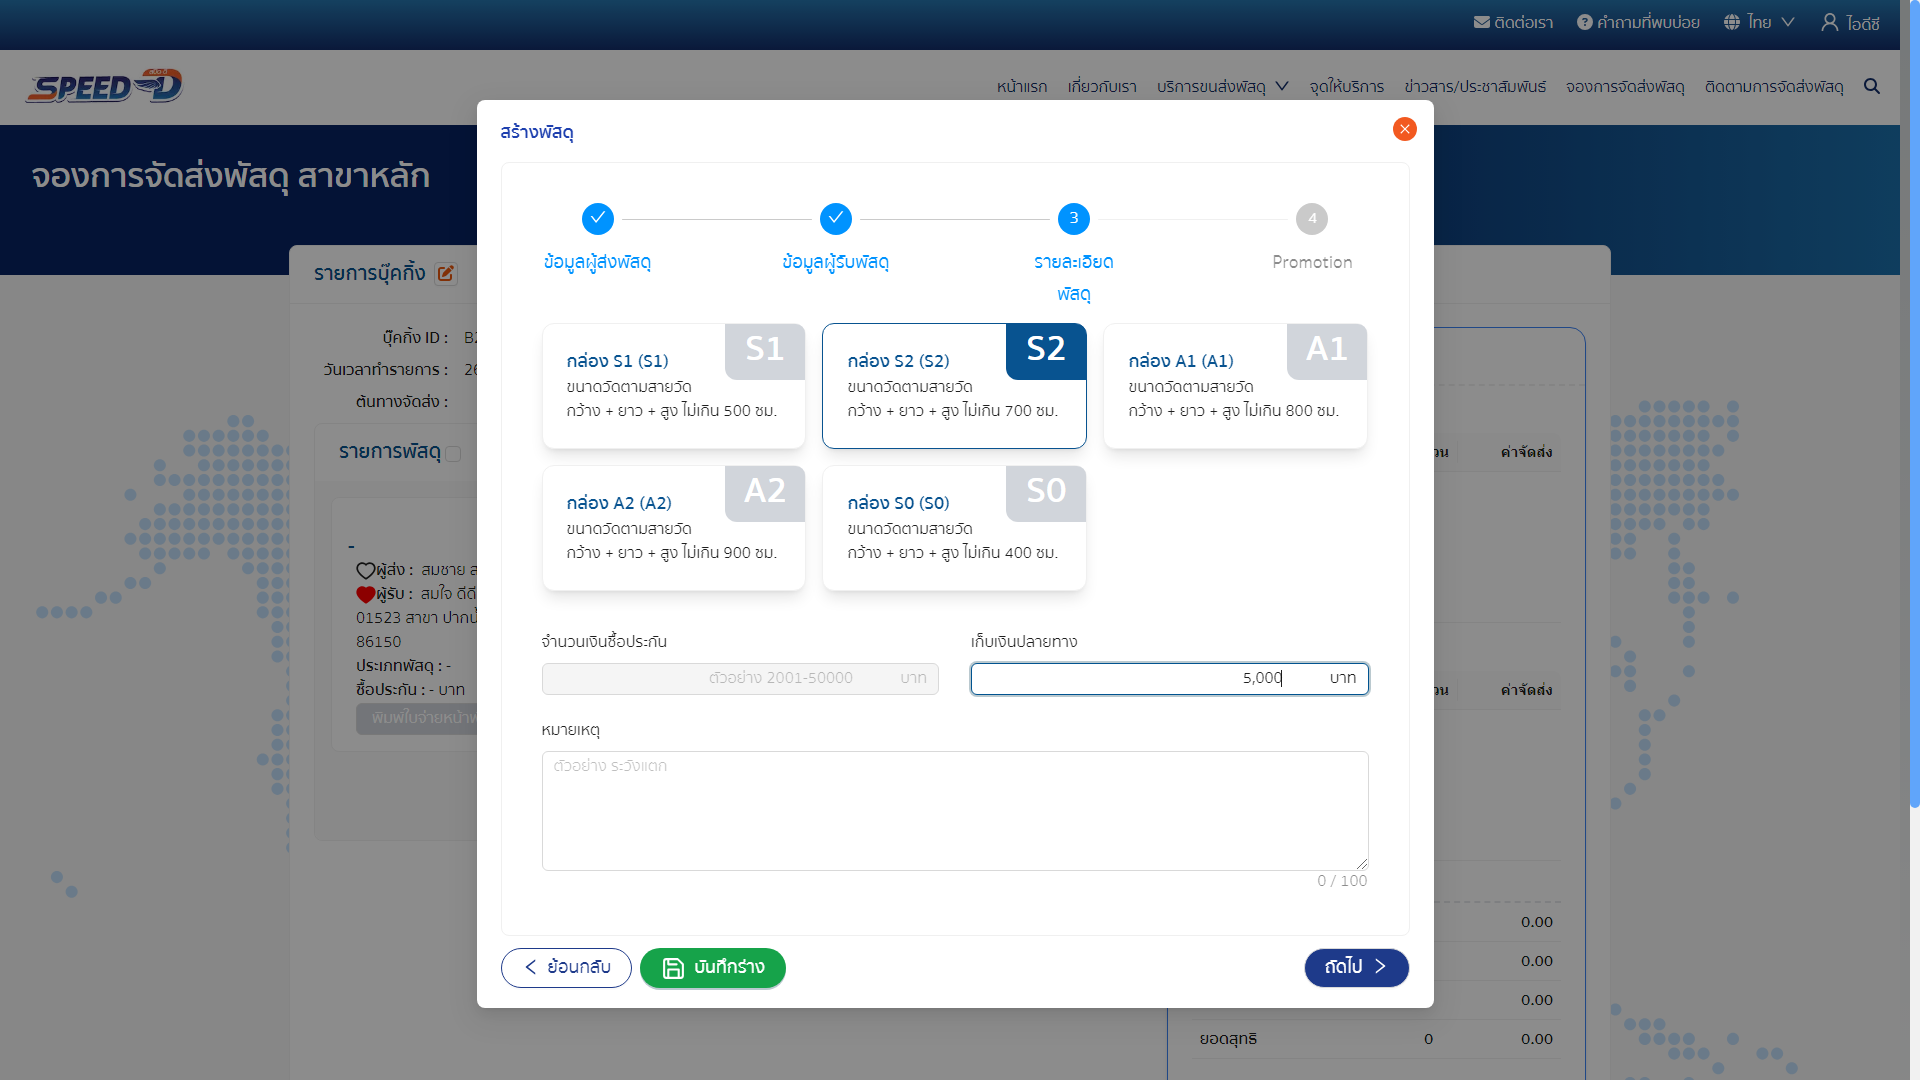 ติดต่อเรา
คำถามที่พบบ่อย
ไทย
ไอดีซี
สปีด-ดี
SPEED-D
หน้าแรก
เกี่ยวกับเรา
บริการขนส่งพัสดุ
จุดให้บริการ
ข่าวสาร/ประชาสัมพันธ์
จองการจัดส่งพัสดุ
ติดตามการจัดส่งพัสดุ
จองการจัดส่งพัสดุ สาขาหลัก
รายการบุ๊คกิ้ง
บุ๊คกิ้ง ID :
วันเวลาทำรายการ : 26
ต้นทางจัดส่ง :
รายการพัสดุ
-
ผู้ส่ง : สมชาย
ผู้รับ : สมใจ ดีดี
01523 สาขา
86150
ประเภทพัสดุ : -
ซื้อประกัน : - บาท
สร้างพัสดุ
3
4
ข้อมูลผู้ส่งพัสดุ
ข้อมูลผู้รับพัสดุ
รายละเอียด
พัสดุ
Promotion
S1
กล่อง S1 (S1)
ขนาดวัดตามสายวัด
กว้าง + ยาว + สูง ไม่เกิน 500 ซม.
S2
กล่อง S2 (S2)
ขนาดวัดตามสายวัด
กว้าง + ยาว + สูง ไม่เกิน 700 ซม.
A1
กล่อง A1 (A1)
ขนาดวัดตามสายวัด
กว้าง + ยาว + สูง ไม่เกิน 800 ซม.
A2
กล่อง A2 (A2)
ขนาดวัดตามสายวัด
กว้าง + ยาว + สูง ไม่เกิน 900 ซม.
S0
กล่อง S0 (S0)
ขนาดวัดตามสายวัด
กว้าง + ยาว + สูง ไม่เกิน 400 ซม.
จำนวนเงินซื้อประกัน
ตัวอย่าง 2001-50000 บาท
เก็บเงินปลายทาง
5,000 บาท
หมายเหตุ
ตัวอย่าง ระวังแตก
0 / 100
ย้อนกลับ
บันทึกร่าง
ถัดไป
ค่าจัดส่ง
ค่าจัดส่ง
0.00
0.00
0.00
ยอดสุทธิ 0 0.00